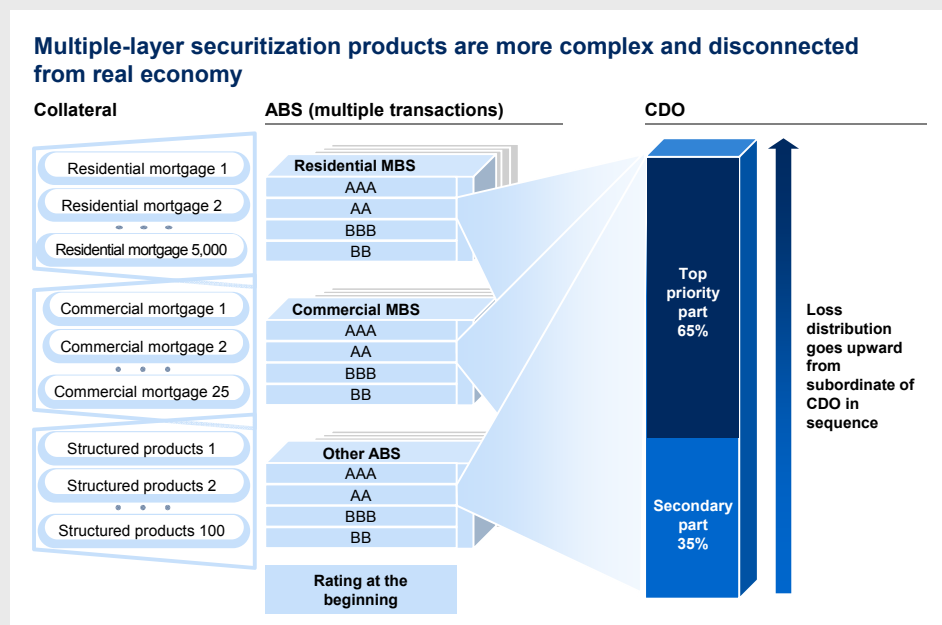 Multiple-layer securitization products are more complex and disconnected
from real economy
Collateral
ABS (multiple transactions)
CDO
Residential mortgage 1
Residential mortgage 2
• • •
Residential mortgage 5,000
Commercial mortgage 1
Commercial mortgage 2
• • •
Commercial mortgage 25
Structured products 1
Structured products 2
• • •
Structured products 100
Residential MBS
AAA
AA
BBB
BB
Commercial MBS
AAA
AA
BBB
BB
Other ABS
AAA
AA
BBB
BB
Rating at the
beginning
Top
priority
part
65%
Secondary
part
35%
Loss
distribution
goes upward
from
subordinate of
CDO in
sequence